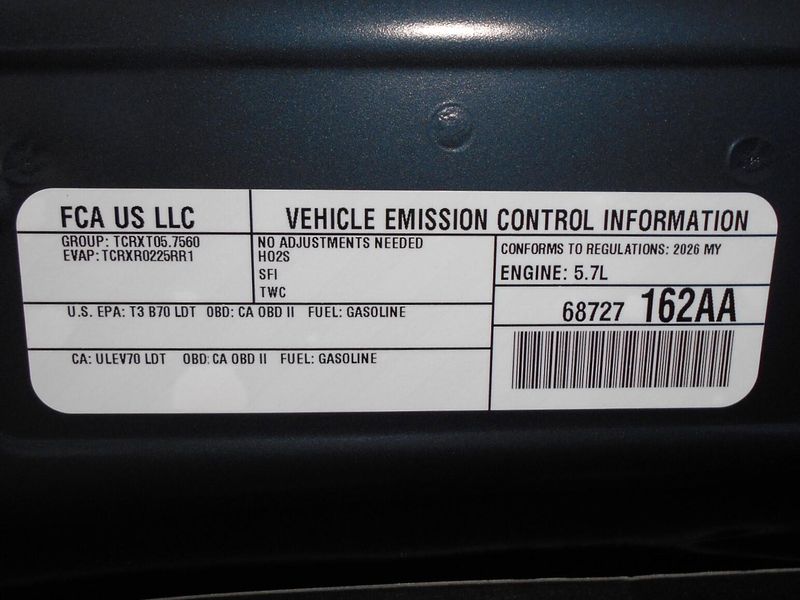 FCA US LLC
VEHICLE EMISSION CONTROL INFORMATION
GROUP: TCRXT05.7560
EVAP: TCRXR0225RR1
NO ADJUSTMENTS NEEDED
HO2S
SFI
TWC
CONFORMS TO REGULATIONS: 2026 MY
ENGINE: 5.7L
U.S. EPA: T3 B70 LDT OBD: CA OBD II FUEL: GASOLINE
68727 162AA
CA: ULEV70 LDT OBD: CA OBD II FUEL: GASOLINE